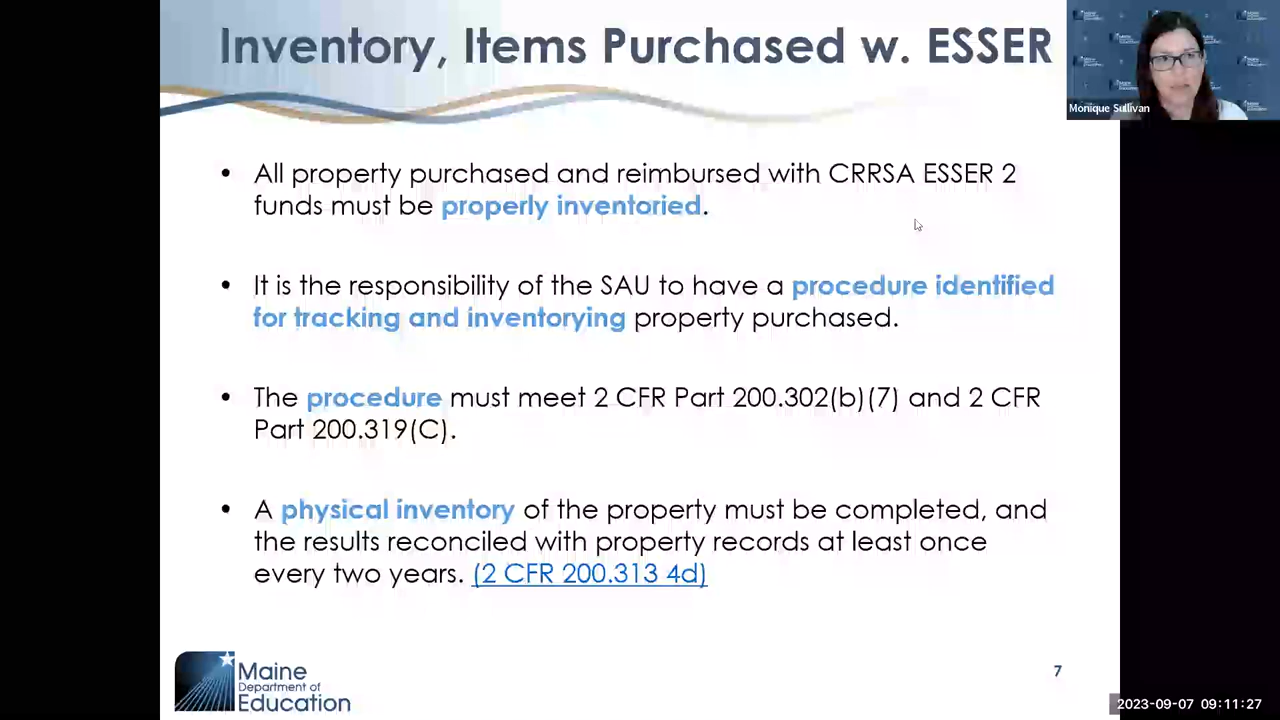 Inventory, Items Purchased w. ESSER
Monique Sullivan
• All property purchased and reimbursed with CRRSA ESSER 2
funds must be properly inventoried.
• It is the responsibility of the SAU to have a procedure identified
for tracking and inventorying property purchased.
• The procedure must meet 2 CFR Part 200.302(b)(7) and 2 CFR
Part 200.319(C).
• A physical inventory of the property must be completed, and
the results reconciled with property records at least once
every two years. (2 CFR 200.313 4d)
Maine
Department of
Education
7
2023-09-07 09:11:27